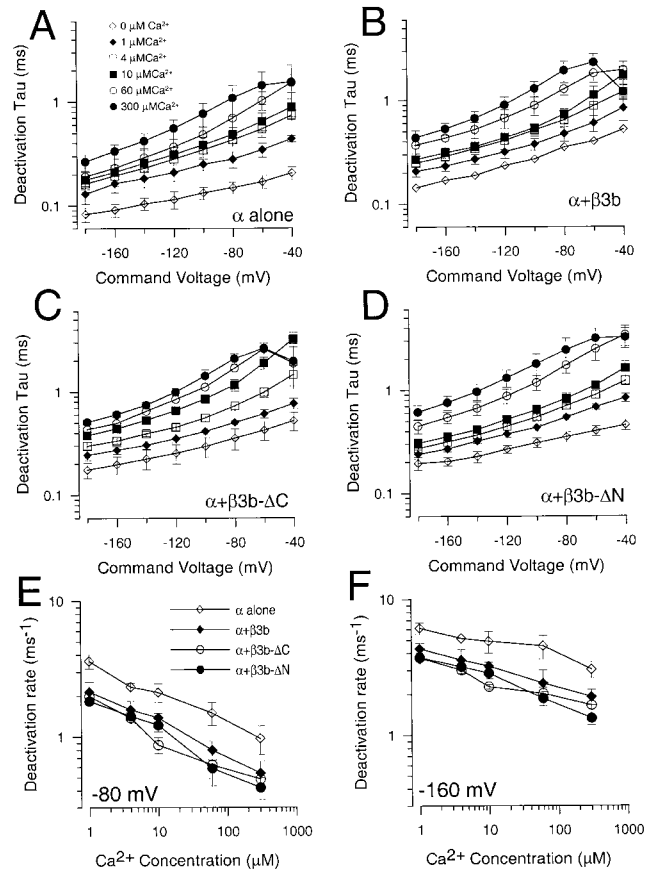 A
◇ 0 μM Ca²⁺
◆ 1 μMCa²⁺
4 μMCa²⁺
■ 10 μMCa²⁺
60 μMCa²⁺
● 300 μMCa²⁺
Deactivation Tau (ms)
1
0.1
α alone
-160
-120
-80
-40
Command Voltage (mV)
B
Deactivation Tau (ms)
1
0.1
α+β3b
-160
-120
-80
-40
Command Voltage (mV)
C
Deactivation Tau (ms)
1
0.1
α+β3b-ΔC
-160
-120
-80
-40
Command Voltage (mV)
D
Deactivation Tau (ms)
1
0.1
α+β3b-ΔN
-160
-120
-80
-40
Command Voltage (mV)
E
Deactivation rate (ms⁻¹)
10
1
◇ α alone
◆ α+β3b
○ α+β3b-ΔC
● α+β3b-ΔN
-80 mV
1
10
100
1000
Ca²⁺ Concentration (μM)
F
Deactivation rate (ms⁻¹)
10
1
-160 mV
1
10
100
1000
Ca²⁺ Concentration (μM)